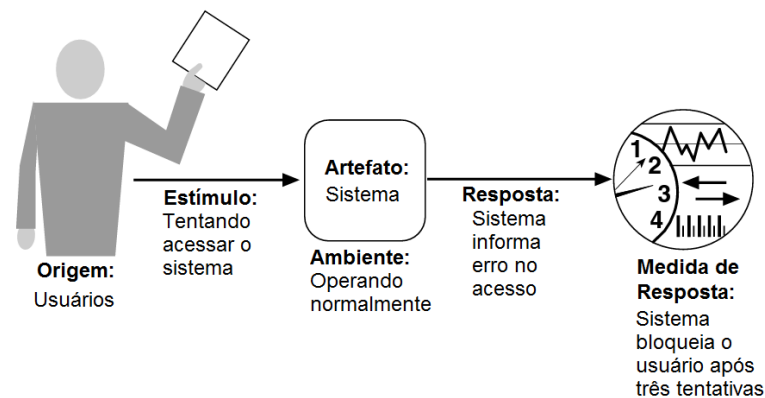 Origem:
Usuários
Estímulo:
Tentando
acessar o
sistema
Artefato:
Sistema
Ambiente:
Operando
normalmente
Resposta:
Sistema
informa
erro no
acesso
1
2
3
4
Medida de
Resposta:
Sistema
bloqueia o
usuário após
três tentativas